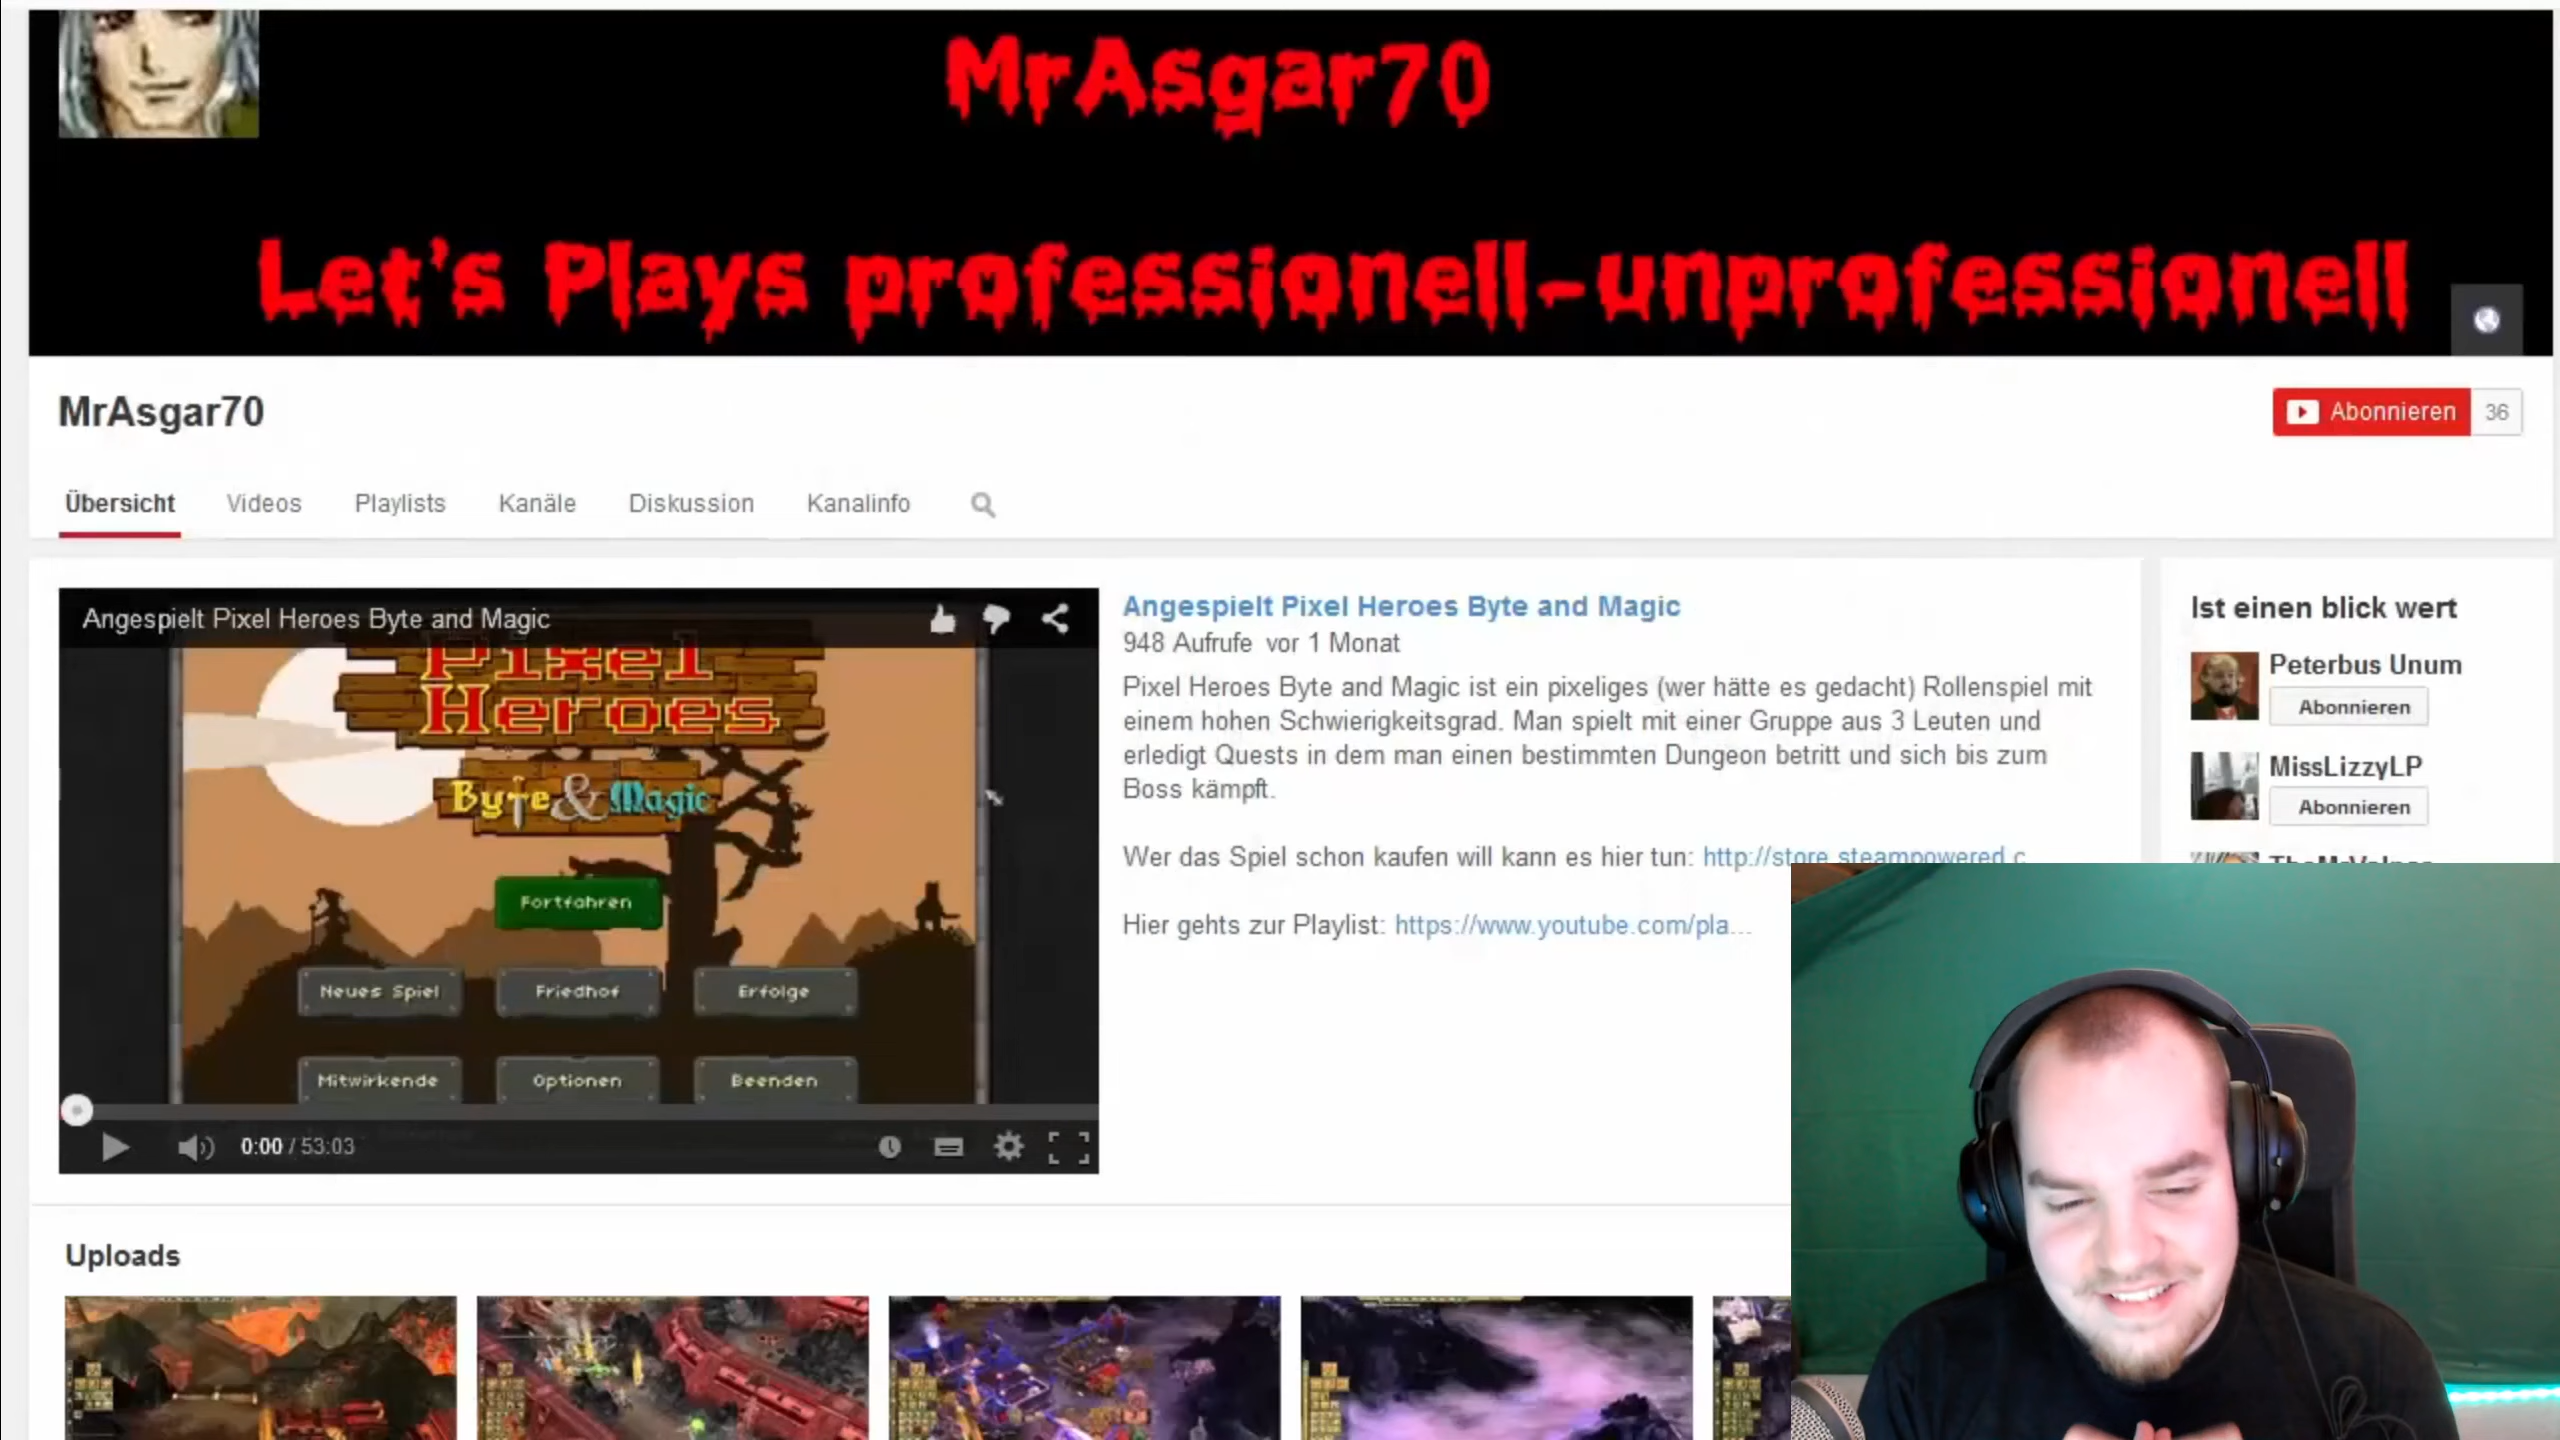 MrAsgar70
Let's Plays professionell-unprofessionell
MrAsgar70
Abonnieren 36
Übersicht Videos Playlists Kanäle Diskussion Kanalinfo
Angespielt Pixel Heroes Byte and Magic
Pixel
Heroes
Byte & Magic
Fortfahren
Neues Spiel Friedhof Erfolge
Mitwirkende Optionen Beenden
0:00 / 53:03
Angespielt Pixel Heroes Byte and Magic
948 Aufrufe vor 1 Monat
Pixel Heroes Byte and Magic ist ein pixeliges (wer hätte es gedacht) Rollenspiel mit
einem hohen Schwierigkeitsgrad. Man spielt mit einer Gruppe aus 3 Leuten und
erledigt Quests in dem man einen bestimmten Dungeon betritt und sich bis zum
Boss kämpft.
Wer das Spiel schon kaufen will kann es hier tun: http://store.steampowered.c
Hier gehts zur Playlist: https://www.youtube.com/pla...
Ist einen blick wert
Peterbus Unum
Abonnieren
MissLizzyLP
Abonnieren
Uploads